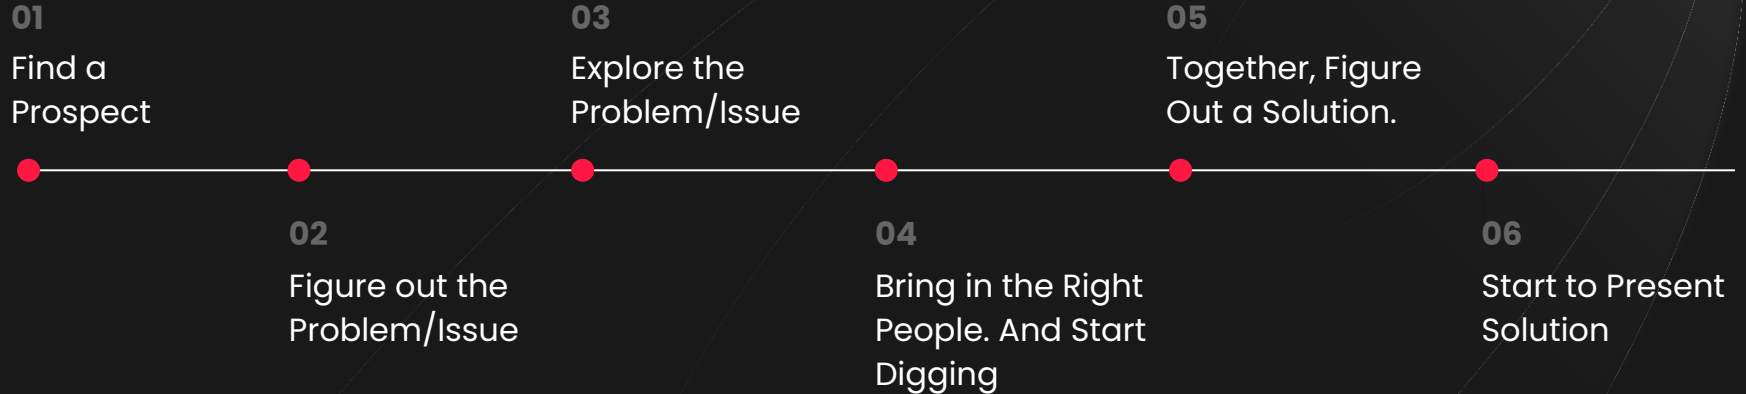 01
Find a
Prospect
02
Figure out the
Problem/Issue
03
Explore the
Problem/Issue
04
Bring in the Right
People. And Start
Digging
05
Together, Figure
Out a Solution.
06
Start to Present
Solution